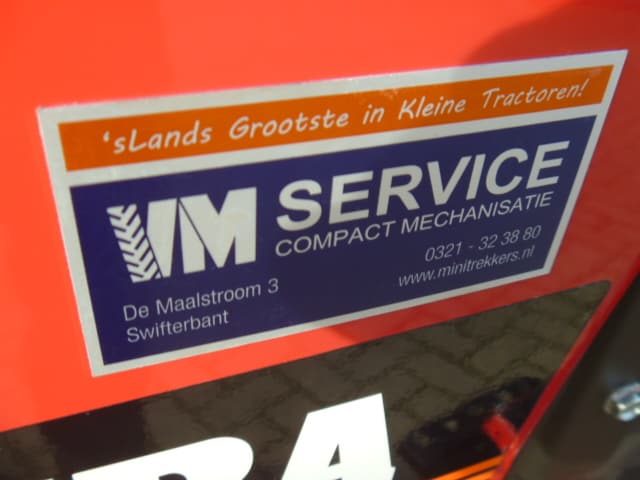 'sLands Grootste in Kleine Tractoren!
VM SERVICE
COMPACT MECHANISATIE
De Maalstroom 3
Swifterbant
0321 - 32 38 80
www.minitrekkers.nl